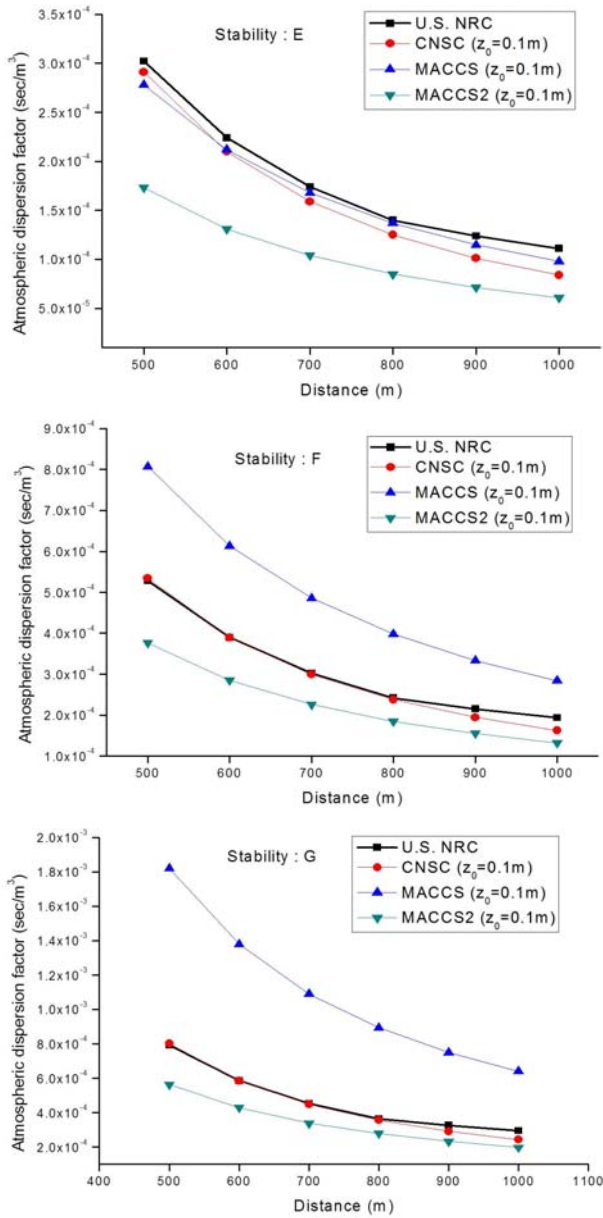 Stability : E
U.S. NRC
CNSC (z₀=0.1m)
MACCS (z₀=0.1m)
MACCS2 (z₀=0.1m)
Atmospheric dispersion factor (sec/m³)
3.5x10⁻⁴
3.0x10⁻⁴
2.5x10⁻⁴
2.0x10⁻⁴
1.5x10⁻⁴
1.0x10⁻⁴
5.0x10⁻⁵
500 600 700 800 900 1000
Distance (m)
Stability : F
U.S. NRC
CNSC (z₀=0.1m)
MACCS (z₀=0.1m)
MACCS2 (z₀=0.1m)
Atmospheric dispersion factor (sec/m³)
9.0x10⁻⁴
8.0x10⁻⁴
7.0x10⁻⁴
6.0x10⁻⁴
5.0x10⁻⁴
4.0x10⁻⁴
3.0x10⁻⁴
2.0x10⁻⁴
1.0x10⁻⁴
500 600 700 800 900 1000
Distance (m)
Stability : G
U.S. NRC
CNSC (z₀=0.1m)
MACCS (z₀=0.1m)
MACCS2 (z₀=0.1m)
Atmospheric dispersion factor (sec/m³)
2.0x10⁻³
1.8x10⁻³
1.6x10⁻³
1.4x10⁻³
1.2x10⁻³
1.0x10⁻³
8.0x10⁻⁴
6.0x10⁻⁴
4.0x10⁻⁴
2.0x10⁻⁴
400 500 600 700 800 900 1000 1100
Distance (m)